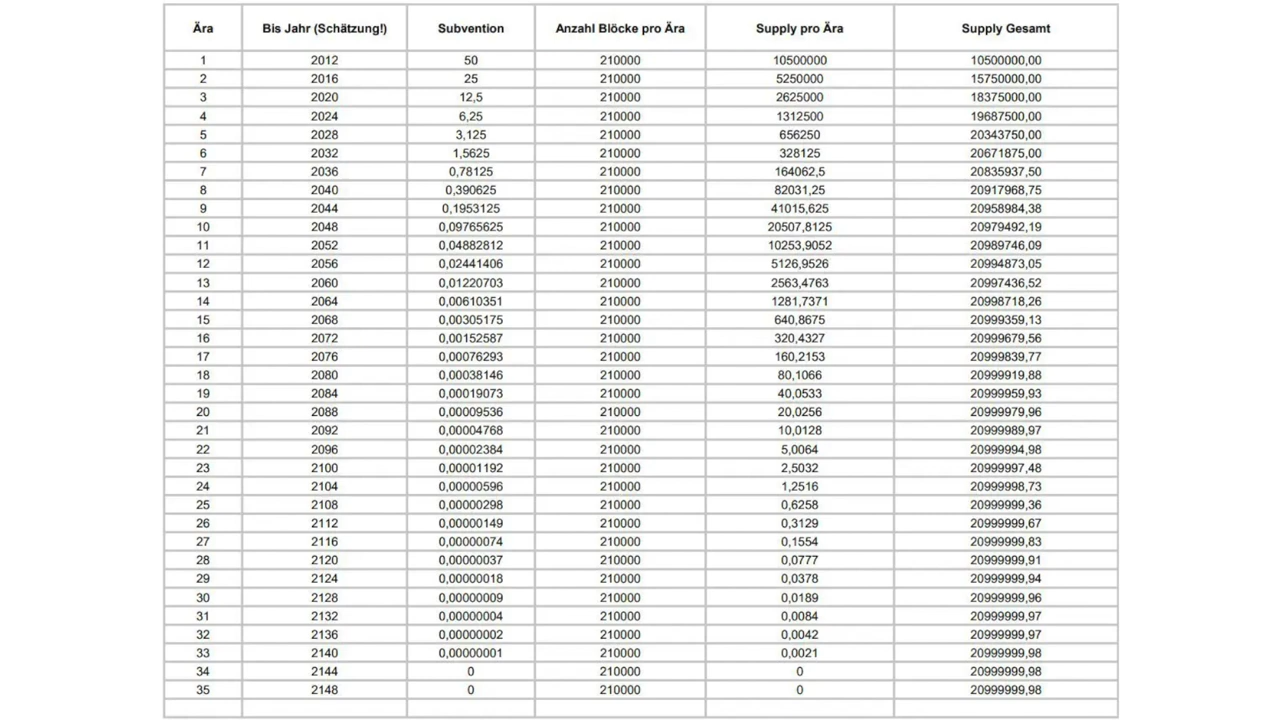 Ära Bis Jahr (Schätzung!) Subvention Anzahl Blöcke pro Ära Supply pro Ära Supply Gesamt
1 2012 50 210000 10500000 10500000,00
2 2016 25 210000 5250000 15750000,00
3 2020 12,5 210000 2625000 18375000,00
4 2024 6,25 210000 1312500 19687500,00
5 2028 3,125 210000 656250 20343750,00
6 2032 1,5625 210000 328125 20671875,00
7 2036 0,78125 210000 164062,5 20835937,50
8 2040 0,390625 210000 82031,25 20917968,75
9 2044 0,1953125 210000 41015,625 20958984,38
10 2048 0,09765625 210000 20507,8125 20979492,19
11 2052 0,04882812 210000 10253,9052 20989746,09
12 2056 0,02441406 210000 5126,9526 20994873,05
13 2060 0,01220703 210000 2563,4763 20997436,52
14 2064 0,00610351 210000 1281,7371 20998718,26
15 2068 0,00305175 210000 640,8675 20999359,13
16 2072 0,00152587 210000 320,4327 20999679,56
17 2076 0,00076293 210000 160,2153 20999839,77
18 2080 0,00038146 210000 80,1066 20999919,88
19 2084 0,00019073 210000 40,0533 20999959,93
20 2088 0,00009536 210000 20,0256 20999979,96
21 2092 0,00004768 210000 10,0128 20999989,97
22 2096 0,00002384 210000 5,0064 20999994,98
23 2100 0,00001192 210000 2,5032 20999997,48
24 2104 0,00000596 210000 1,2516 20999998,73
25 2108 0,00000298 210000 0,6258 20999999,36
26 2112 0,00000149 210000 0,3129 20999999,67
27 2116 0,00000074 210000 0,1554 20999999,83
28 2120 0,00000037 210000 0,0777 20999999,91
29 2124 0,00000018 210000 0,0378 20999999,94
30 2128 0,00000009 210000 0,0189 20999999,96
31 2132 0,00000004 210000 0,0084 20999999,97
32 2136 0,00000002 210000 0,0042 20999999,97
33 2140 0,00000001 210000 0,0021 20999999,98
34 2144 0 210000 0 20999999,98
35 2148 0 210000 0 20999999,98